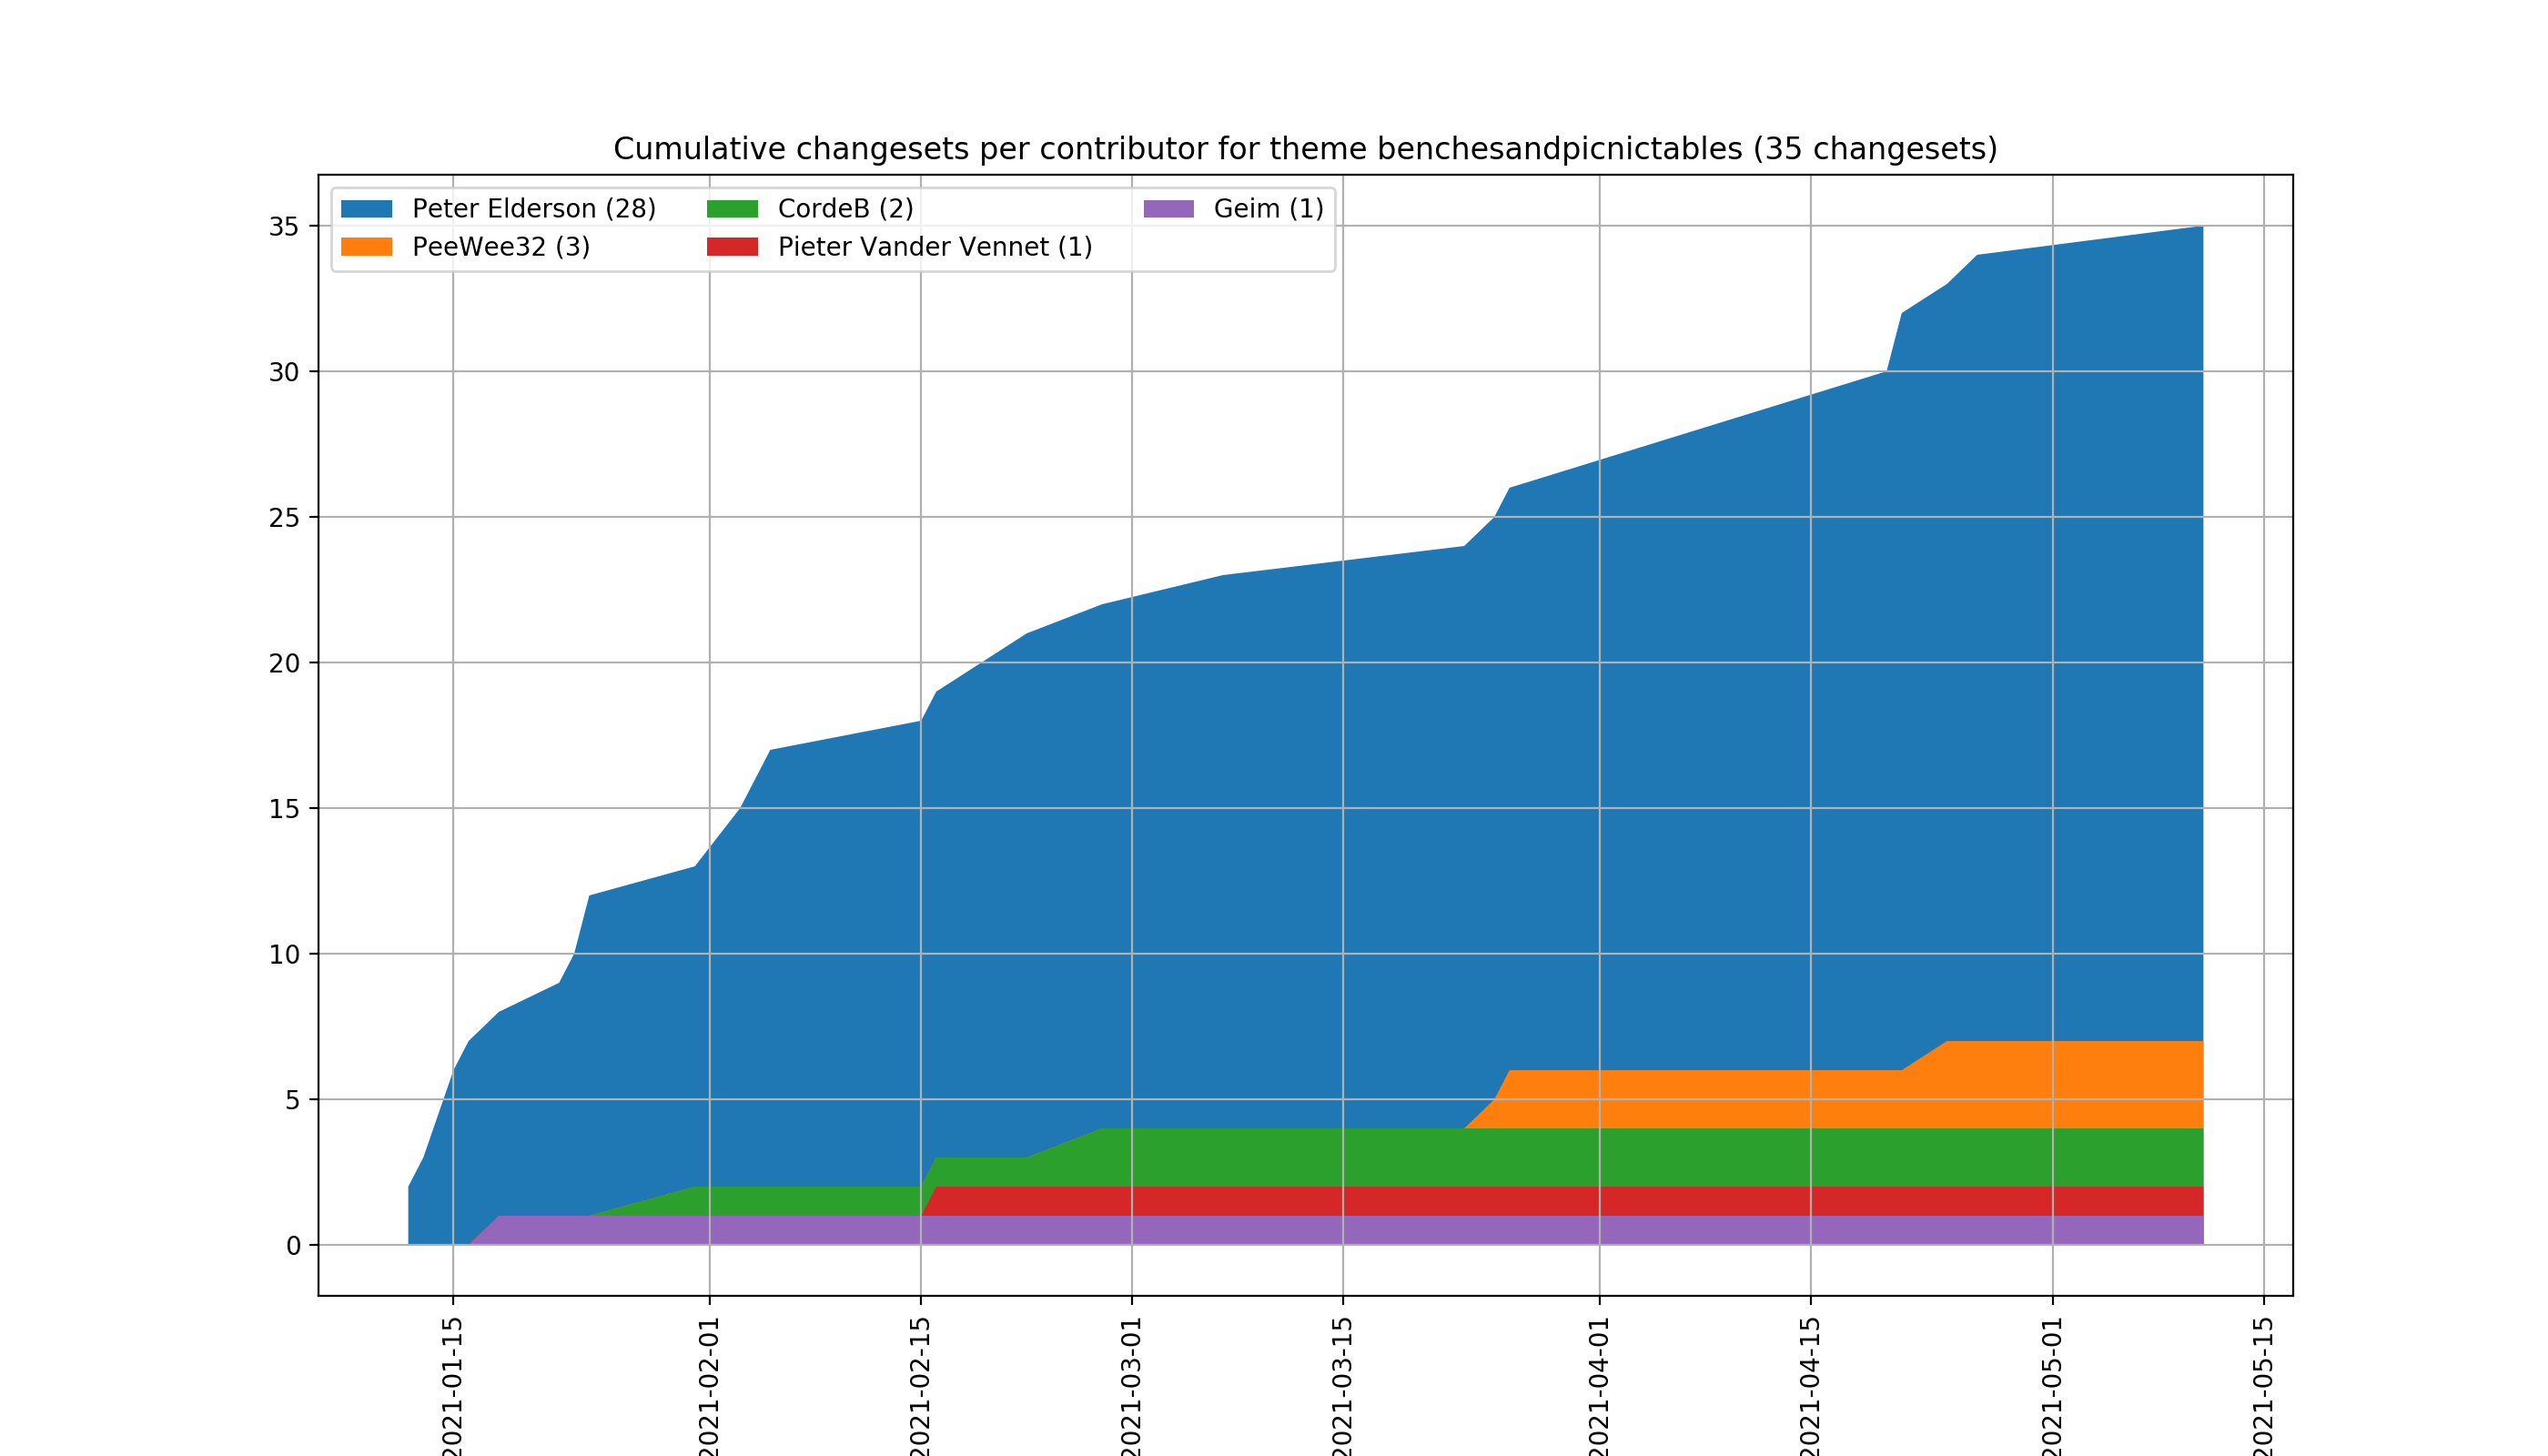 Cumulative changesets per contributor for theme benchesandpicnictables (35 changesets)
Peter Elderson (28)
PeeWee32 (3)
CordeB (2)
Pieter Vander Vennet (1)
Geim (1)
35
30
25
20
15
10
5
0
2021-01-15
2021-02-01
2021-02-15
2021-03-01
2021-03-15
2021-04-01
2021-04-15
2021-05-01
2021-05-15